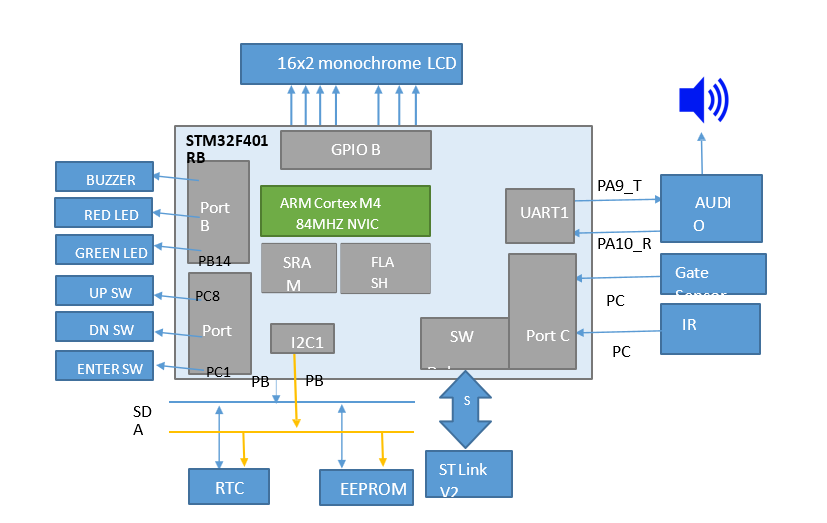 16x2 monochrome LCD
STM32F401
RB
GPIO B
BUZZER
RED LED
GREEN LED
Port
B
PB14
ARM Cortex M4
84MHZ NVIC
SRA
M
FLA
SH
UART1
PA9_T
PA10_R
AUDI
O
Gate
PC
IR
PC
UP SW
DN SW
ENTER SW
PC8
Port
PC1
I2C1
SW
Port C
PB
PB
SD
A
S
RTC
EEPROM
ST Link
V2